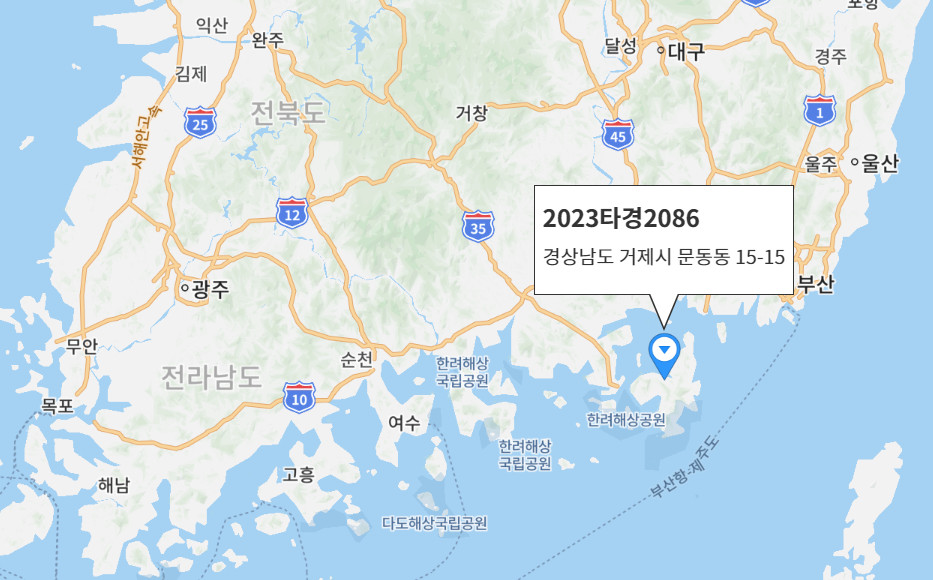 포항
익산
완주
달성
대구
경주
김제
서해안고속
25
전북도
거창
45
1
울주
울산
12
35
2023타경2086
경상남도 거제시 문동동 15-15
광주
부산
무안
순천
한려해상
국립공원
전라남도
10
목포
여수
한려해상공원
한려해상
국립공원
부산항-제주도
고흥
해남
다도해상국립공원